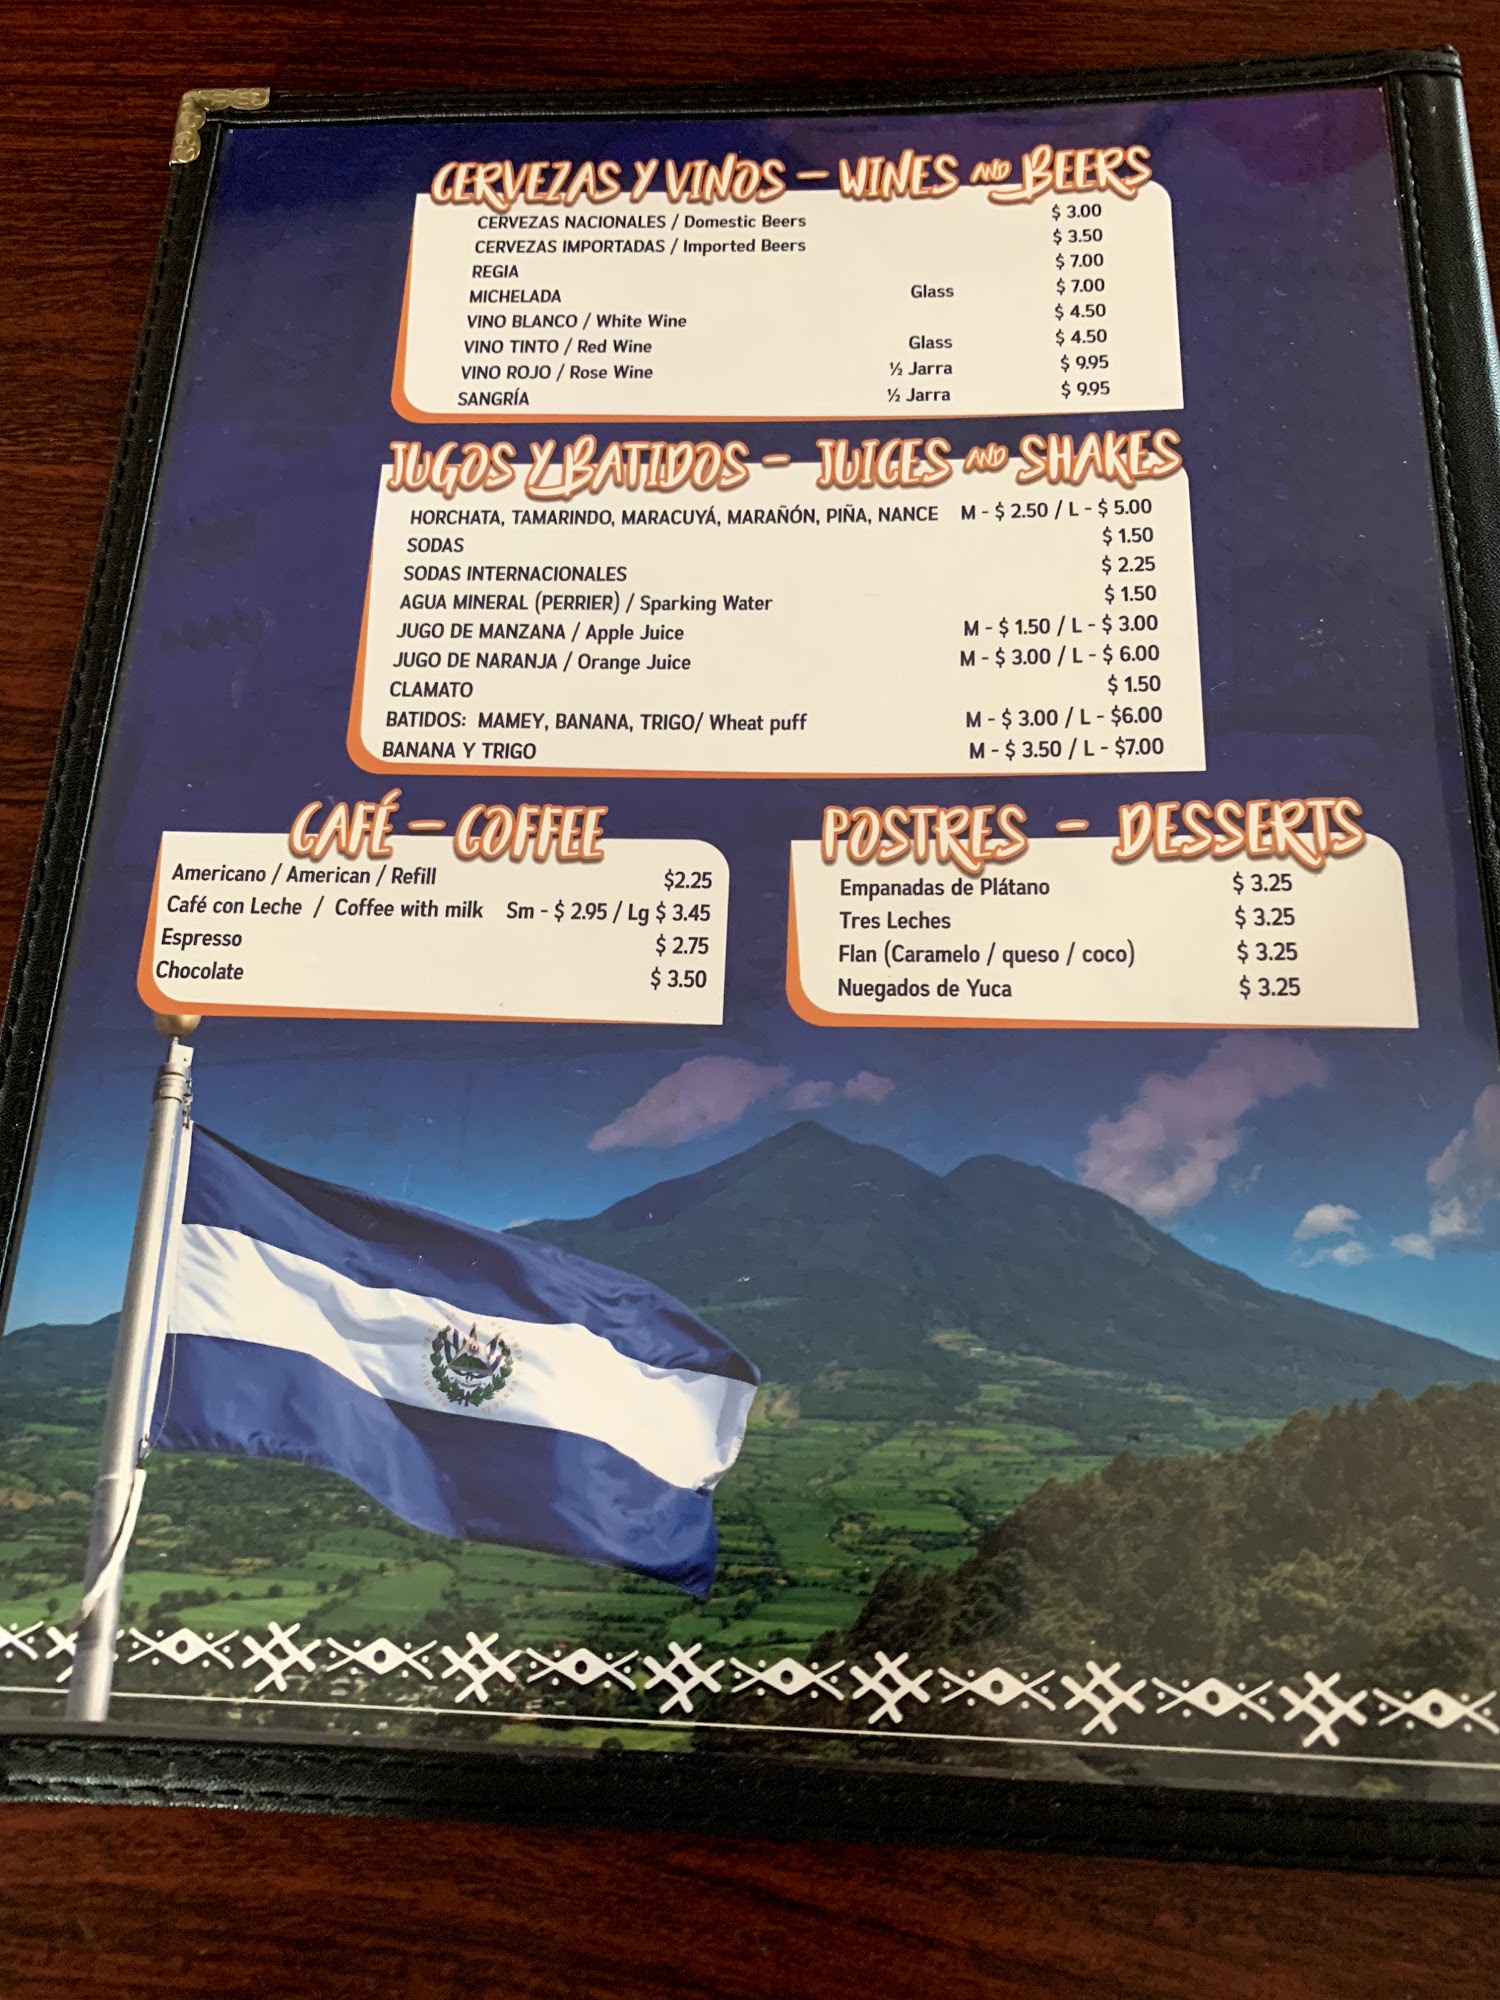 CERVEZAS Y VINOS – WINES AND BEERS
CERVEZAS NACIONALES / Domestic Beers $ 3.00
CERVEZAS IMPORTADAS / Imported Beers $ 3.50
REGIA $ 7.00
MICHELADA Glass $ 7.00
VINO BLANCO / White Wine $ 4.50
VINO TINTO / Red Wine Glass $ 4.50
VINO ROJO / Rose Wine ½ Jarra $ 9.95
SANGRÍA ½ Jarra $ 9.95
JUGOS Y BATIDOS – JUICES AND SHAKES
HORCHATA, TAMARINDO, MARACUYÁ, MARAÑÓN, PIÑA, NANCE M - $ 2.50 / L - $ 5.00
SODAS $ 1.50
SODAS INTERNACIONALES $ 2.25
AGUA MINERAL (PERRIER) / Sparking Water $ 1.50
JUGO DE MANZANA / Apple Juice M - $ 1.50 / L - $ 3.00
JUGO DE NARANJA / Orange Juice M - $ 3.00 / L - $ 6.00
CLAMATO $ 1.50
BATIDOS: MAMEY, BANANA, TRIGO/ Wheat puff M - $ 3.00 / L - $6.00
BANANA Y TRIGO M - $ 3.50 / L - $7.00
CAFÉ – COFFEE
Americano / American / Refill $2.25
Café con Leche / Coffee with milk Sm - $ 2.95 / Lg $ 3.45
Espresso $ 2.75
Chocolate $ 3.50
POSTRES – DESSERTS
Empanadas de Plátano $ 3.25
Tres Leches $ 3.25
Flan (Caramelo / queso / coco) $ 3.25
Nuegados de Yuca $ 3.25